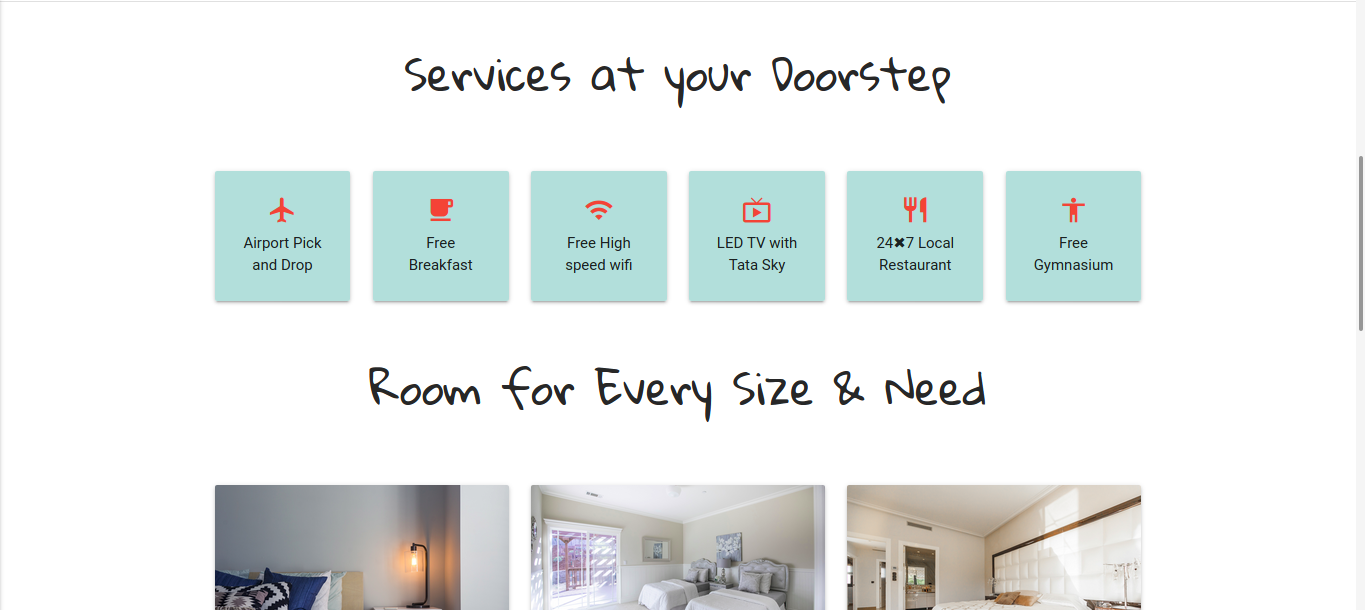 Services at your Doorstep
Airport Pick
and Drop
Free
Breakfast
Free High
speed wifi
LED TV with
Tata Sky
24✖7 Local
Restaurant
Free
Gymnasium
Room for Every Size & Need